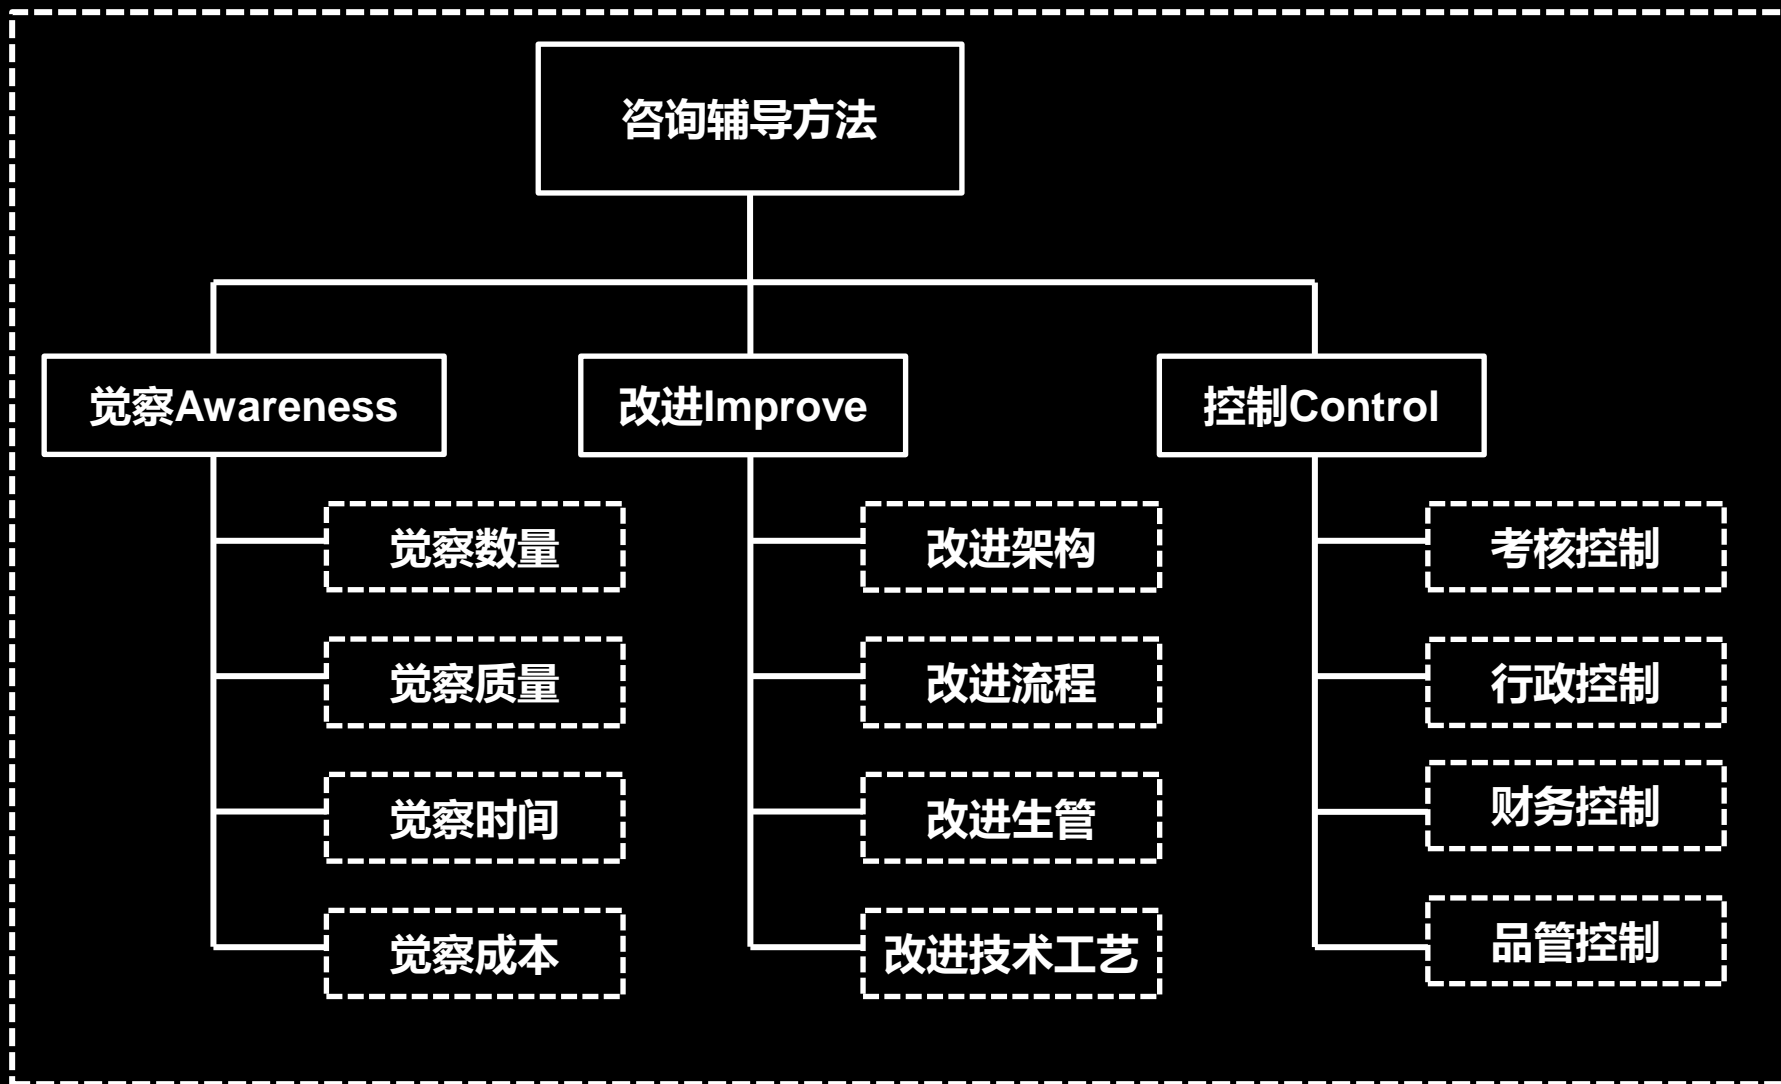 咨询辅导方法
觉察Awareness
改进Improve
控制Control
觉察数量
改进架构
考核控制
觉察质量
改进流程
行政控制
觉察时间
改进生管
财务控制
觉察成本
改进技术工艺
品管控制